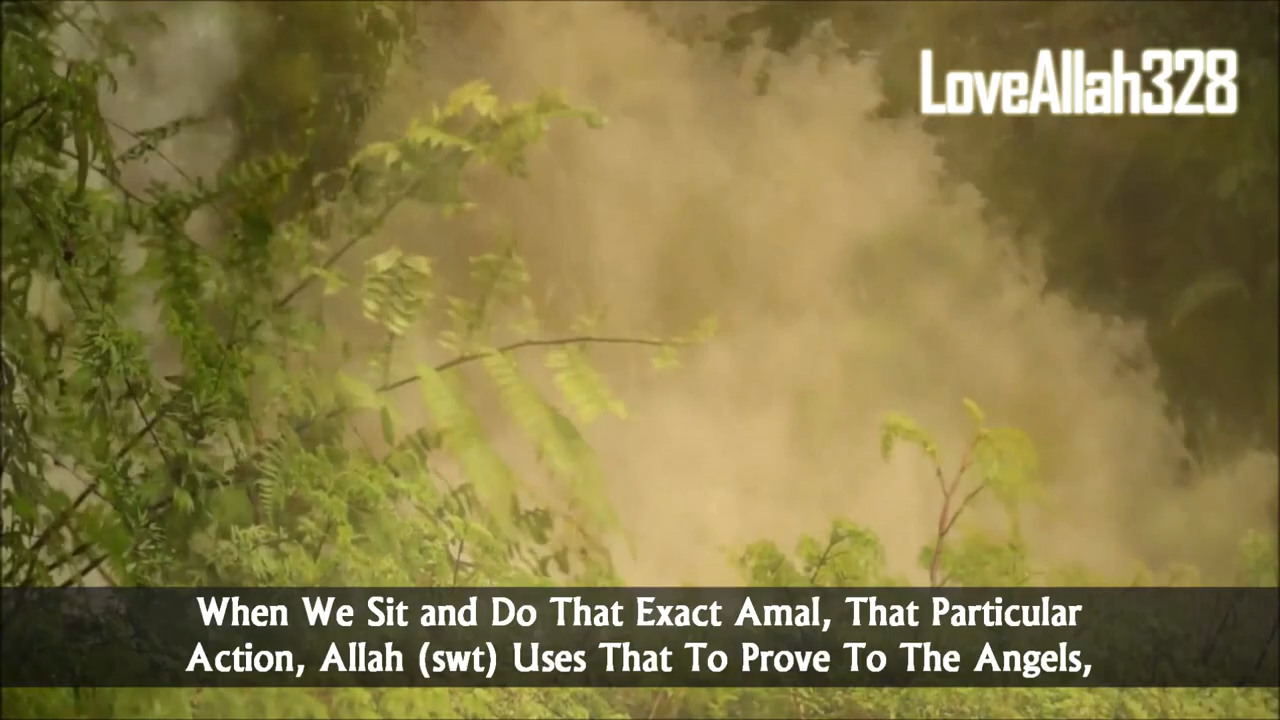 LoveAllah328
When We Sit and Do That Exact Amal, That Particular
Action, Allah (swt) Uses That To Prove To The Angels,